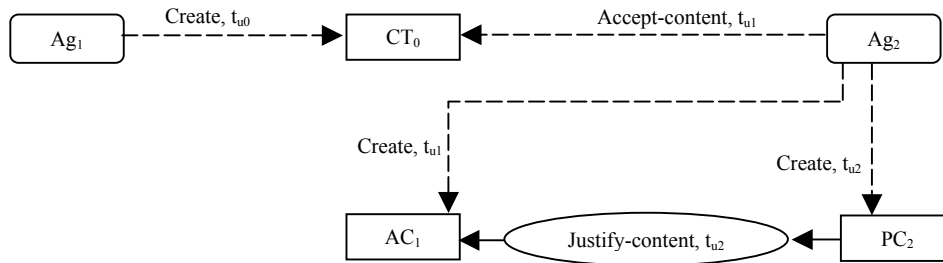 Create, tu0
Accept-content, tu1
Ag1
CT0
Ag2
Create, tu1
Create, tu2
AC1
Justify-content, tu2
PC2